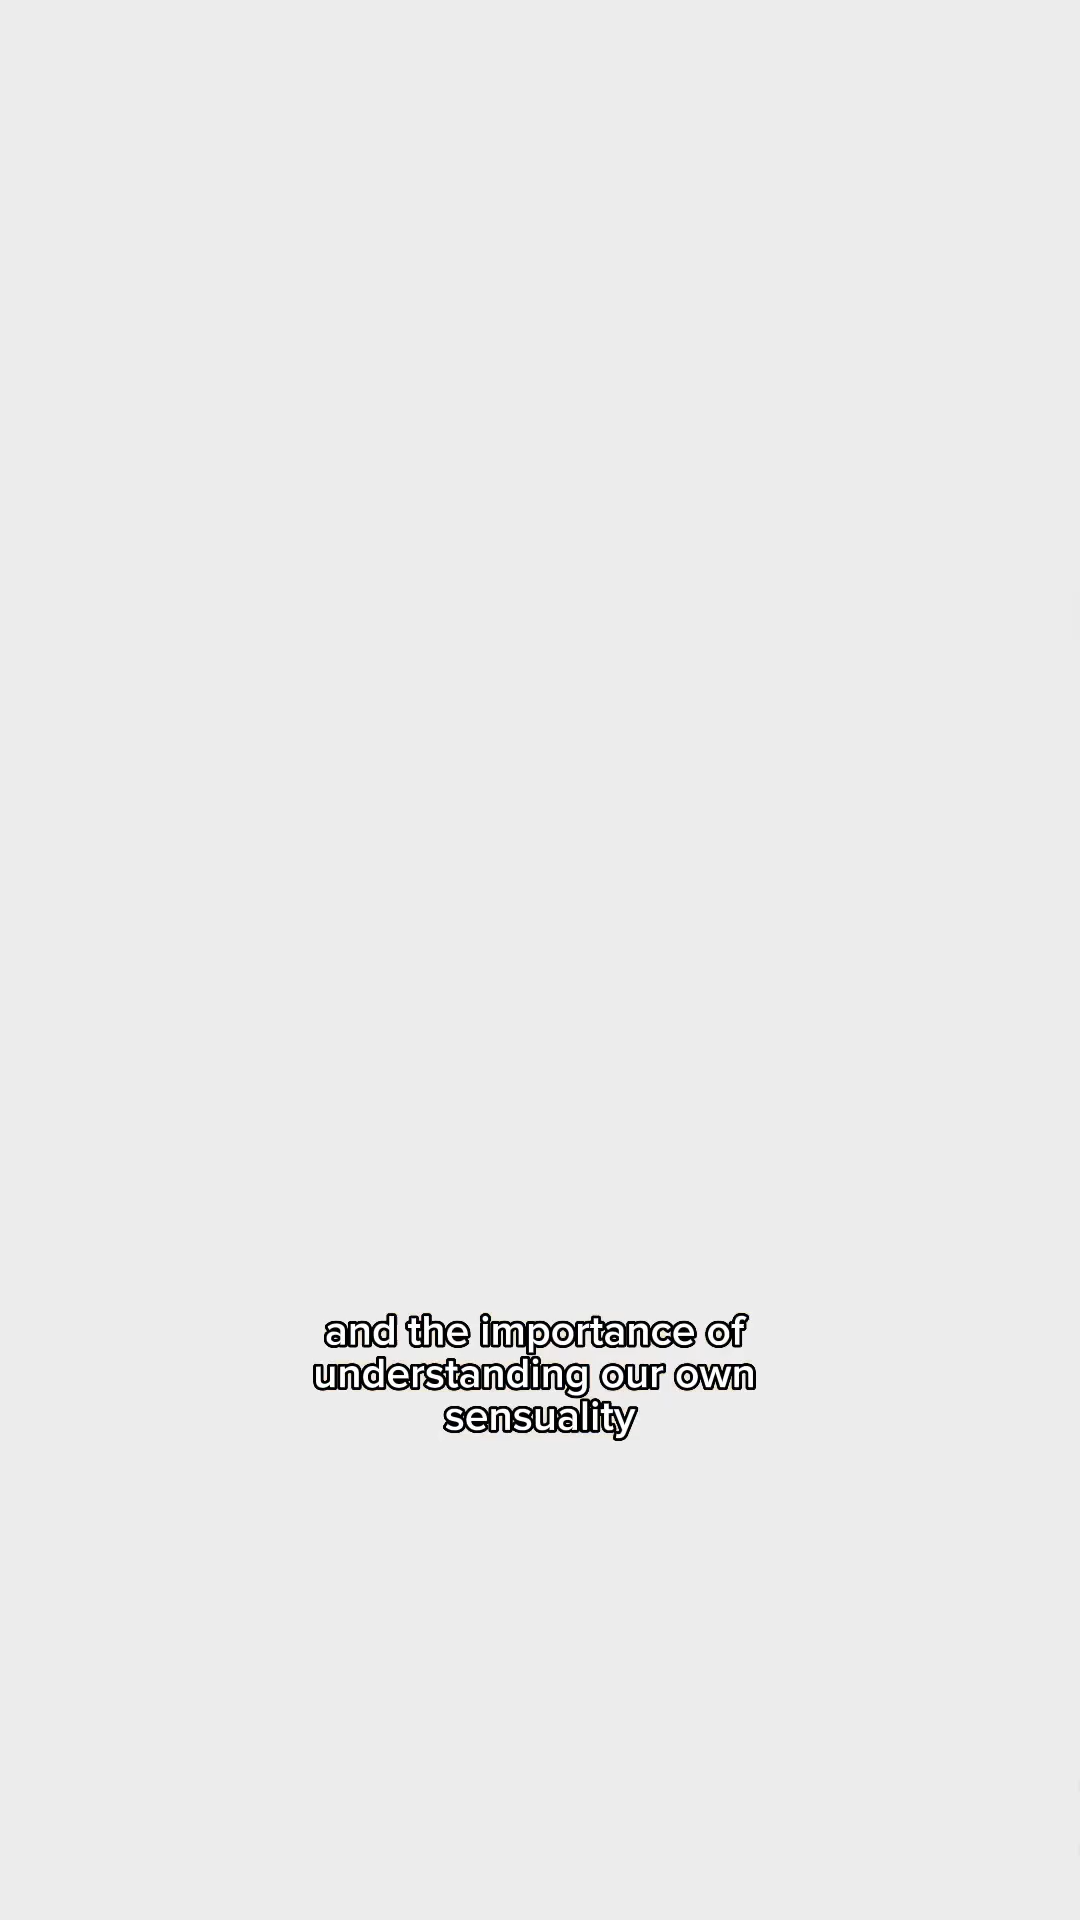 and the importance of
understanding our own
sensuality